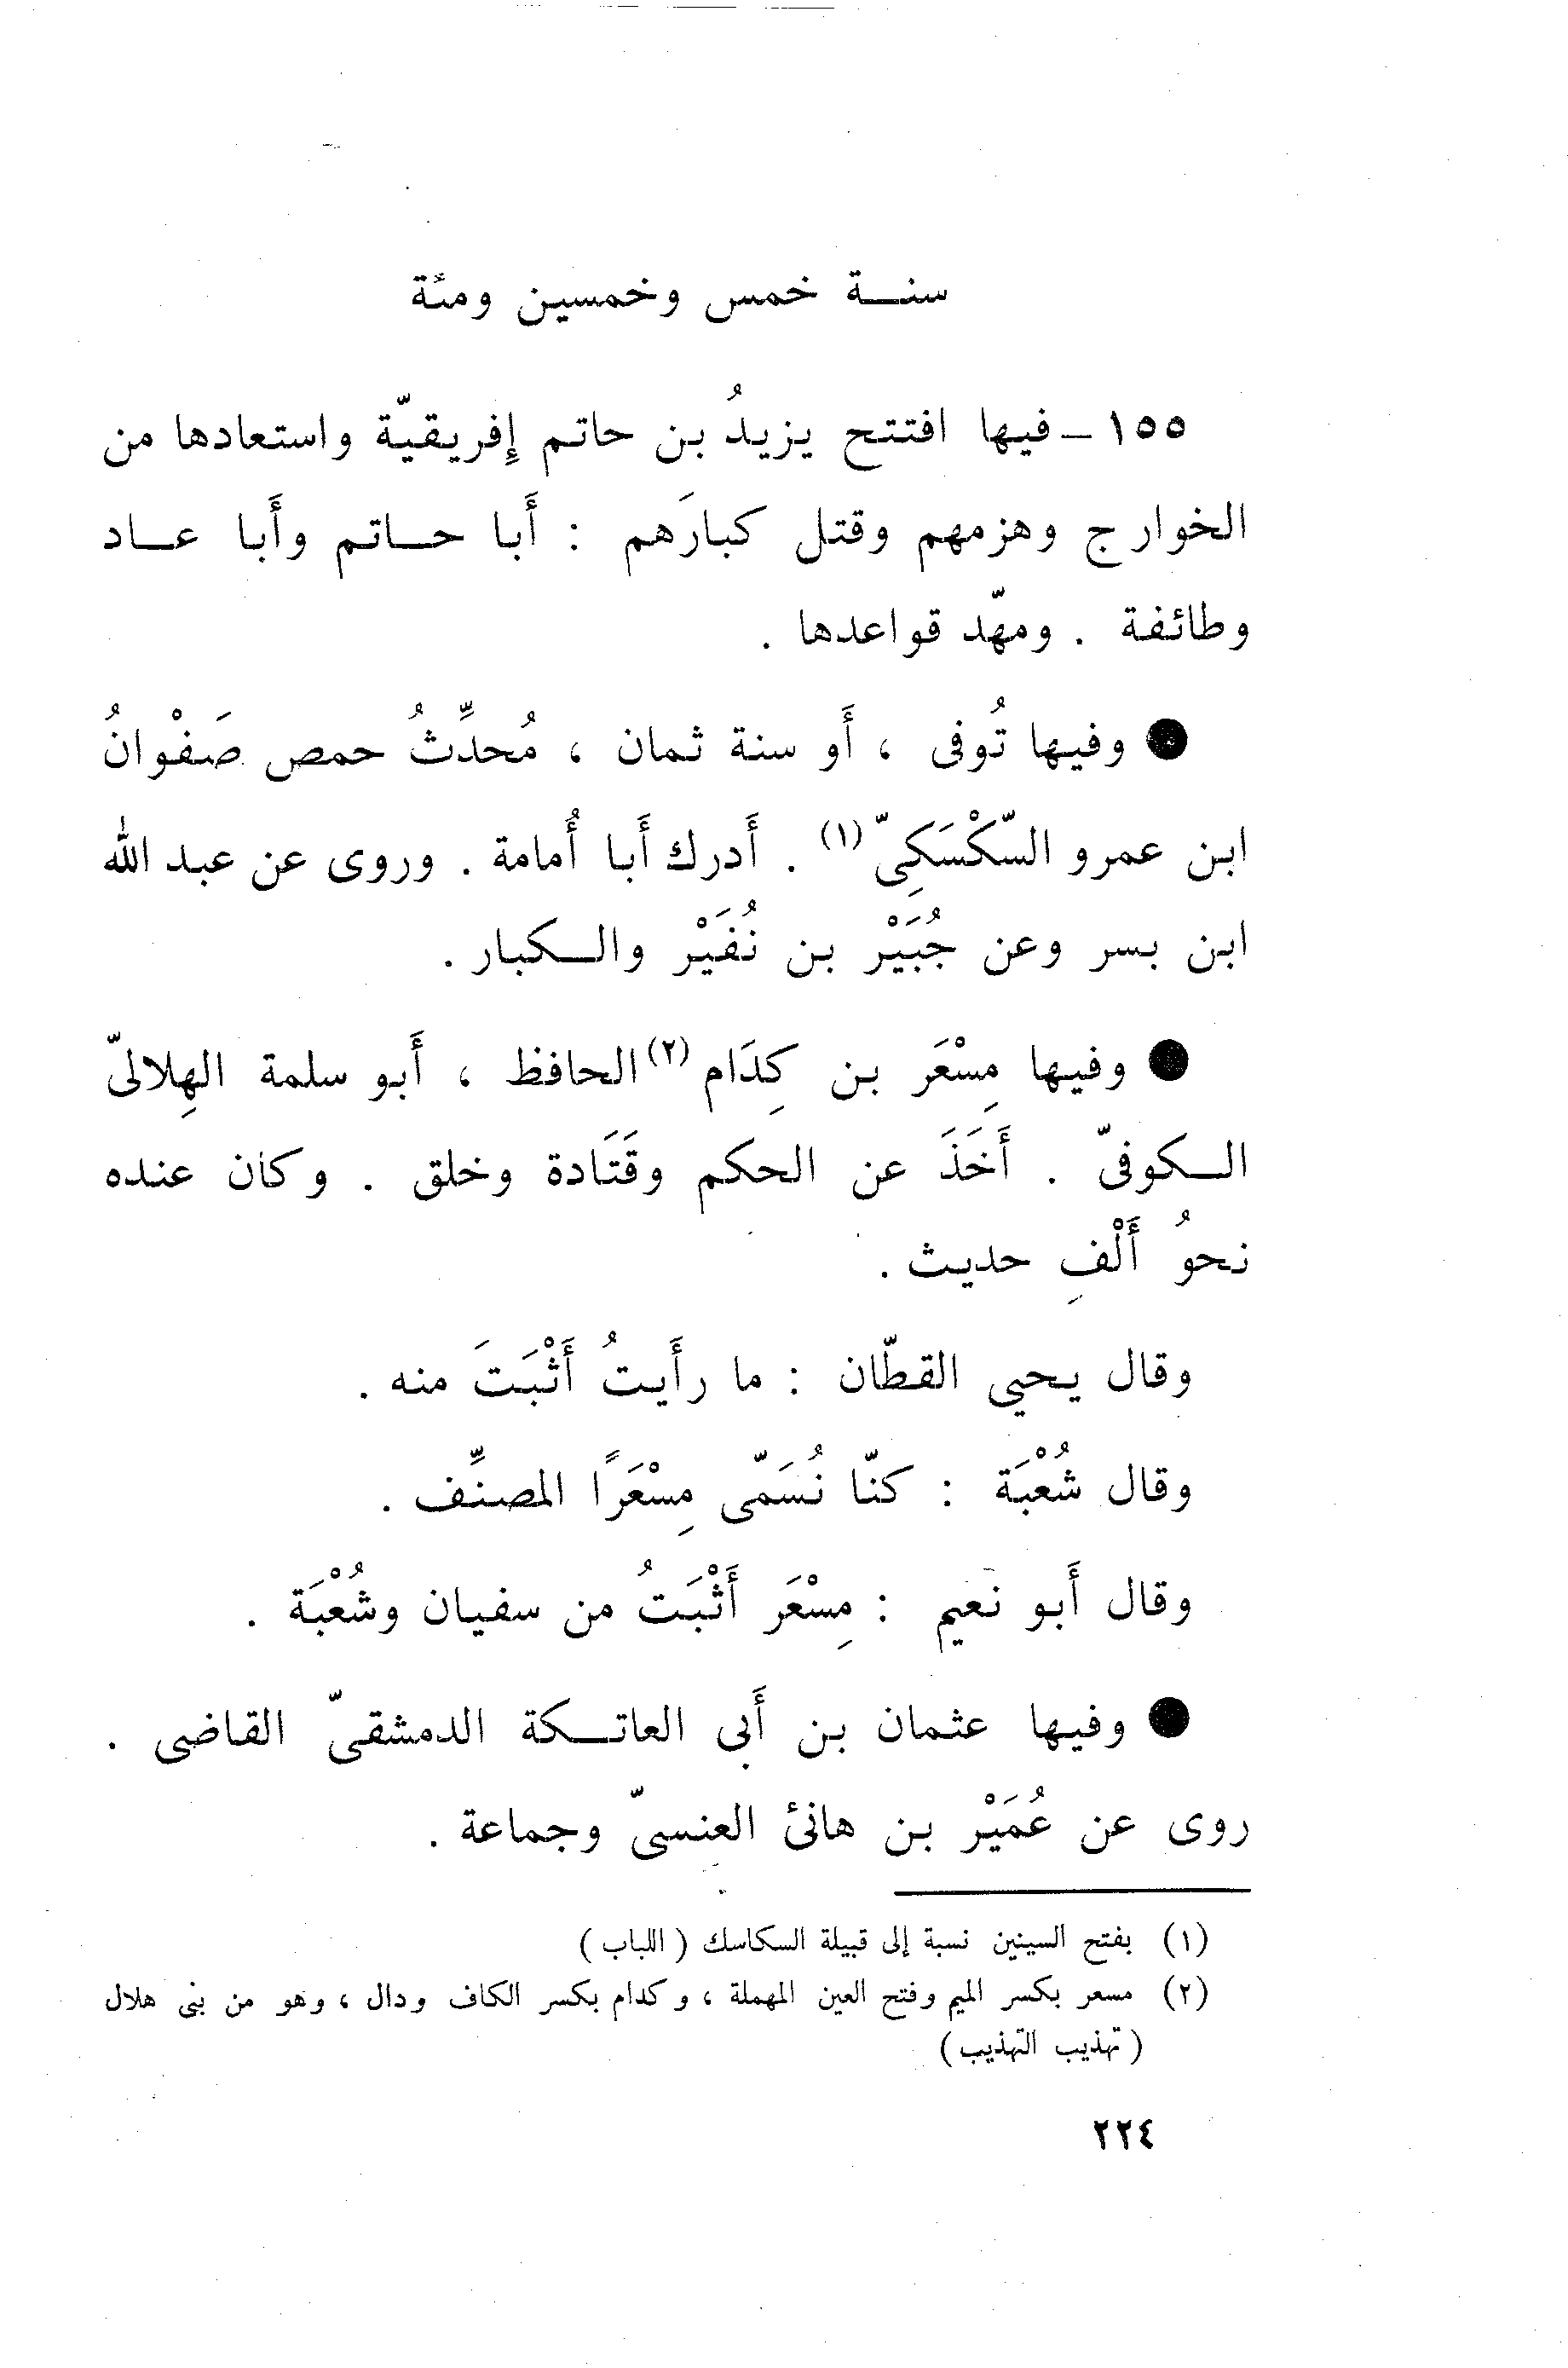 سنة خمس وخمسين ومئة
١٥٥ – فيها افتتح يزيدُ بن حاتم إِفريقيّة واستعادها من
الخوارج وهزمهم وقتل كبارَهم : أَبا حاتم وأَبا عاد
وطائفة . ومهّد قواعدها .
● وفيها تُوفى ، أَو سنة ثمان ، مُحدِّثُ حمص صَفْوانُ
ابن عمرو السّكْسَكِىّ (١) . أَدرك أَبا أُمامة . وروى عن عبد الله
ابن بسر وعن جُبَيْر بن نُفَيْر والكبار .
● وفيها مِسْعَر بن كِدَام (٢) الحافظ ، أَبو سلمة الهِلالىّ
الكوفىّ . أَخَذَ عن الحكم وقَتَادة وخلق . وكان عنده
نحوُ أَلْفِ حديث .
وقال يحيي القطّان : ما رأَيتُ أَثْبَتَ منه .
وقال شُعْبَة : كنّا نُسَمّى مِسْعَرًا المصنِّف .
وقال أَبو نعيم : مِسْعَر أَثْبَتُ من سفيان وشُعْبَة .
● وفيها عثمان بن أَبى العاتكة الدمشقىّ القاضى .
روى عن عُمَيْر بن هانئ العنسىّ وجماعة .
(١) بفتح السينين نسبة إلى قبيلة السكاسك ( اللباب )
(٢) مسعر بكسر الميم وفتح العين المهملة ، وكدام بكسر الكاف ودال ، وهو من بنى هلال
( تهذيب التهذيب )
٢٢٤